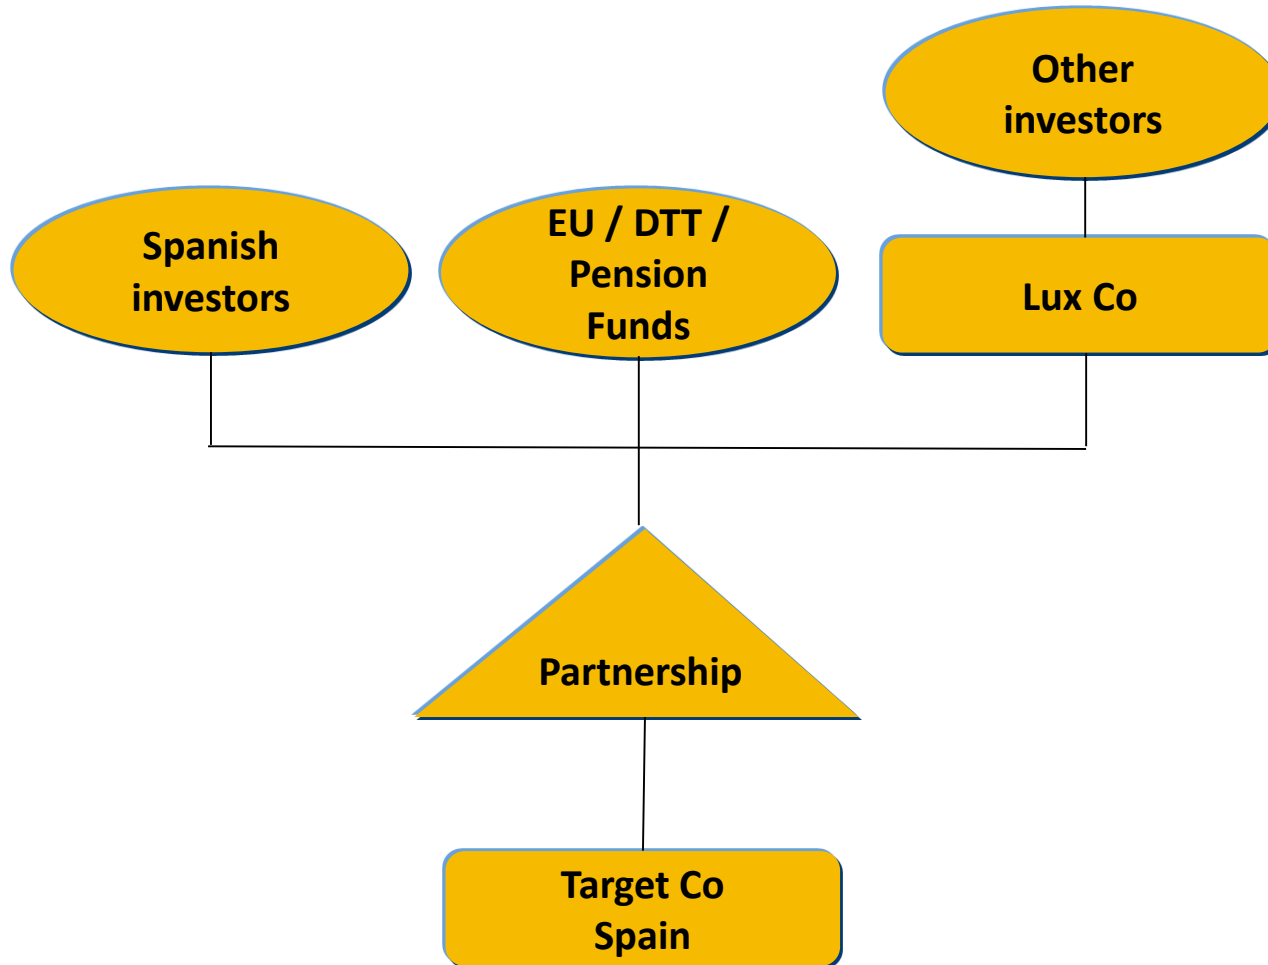 Other
investors
Spanish
investors
EU / DTT /
Pension
Funds
Lux Co
Partnership
Target Co
Spain